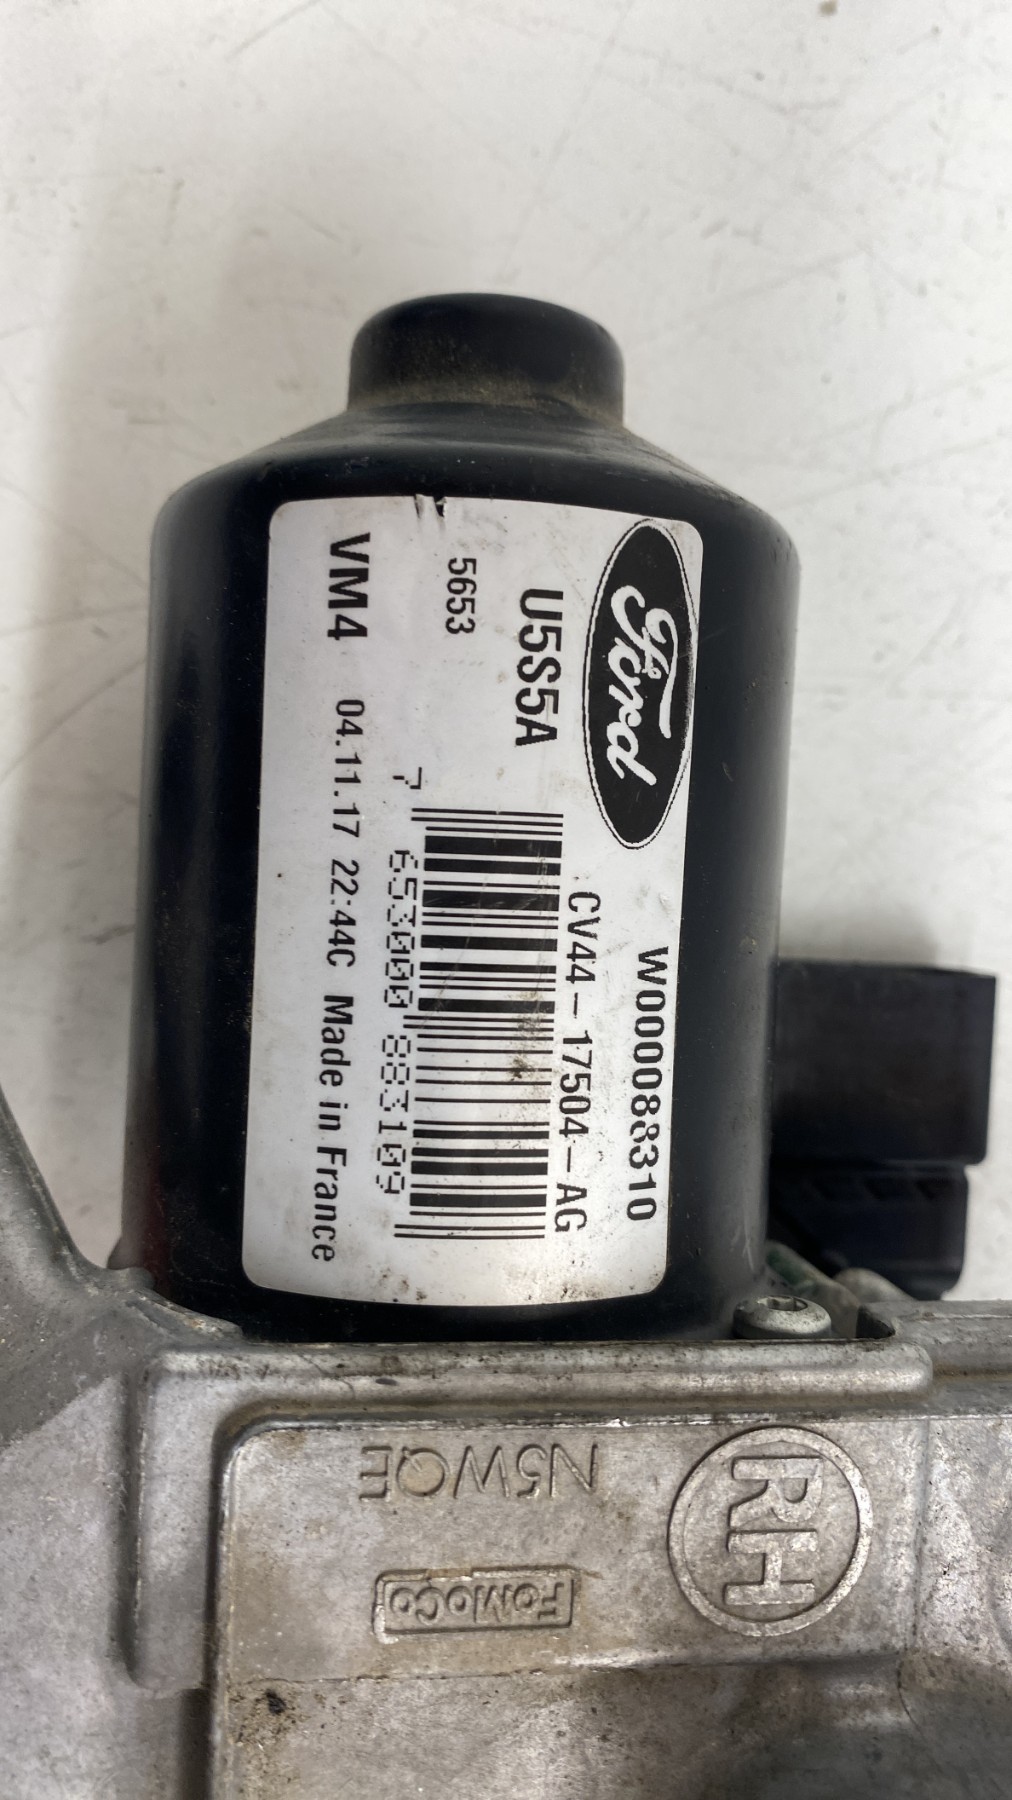 Ford
W000088310
U5S5A
CV44-17504-AG
5653
7 653000 883109
VM4 04.11.17 22:44C Made in France
RH
N5WQE
FoMoCo